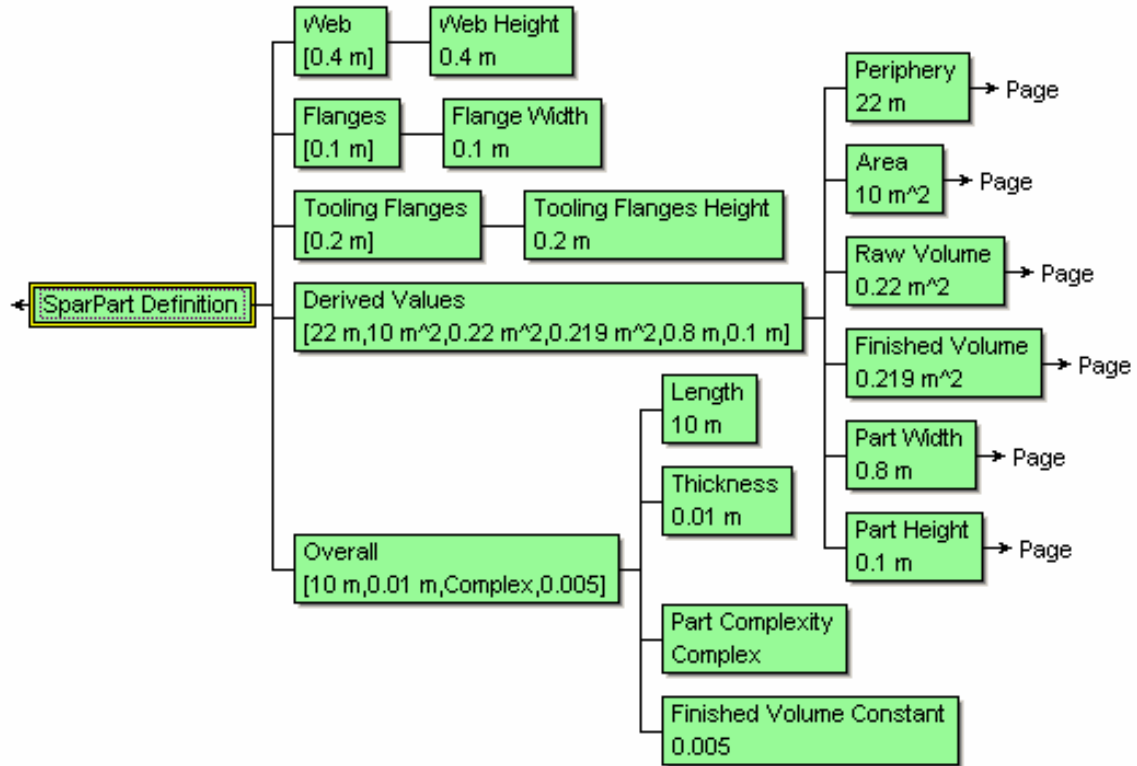 Web
[0.4 m]
Web Height
0.4 m
Flanges
[0.1 m]
Flange Width
0.1 m
Tooling Flanges
[0.2 m]
Tooling Flanges Height
0.2 m
SparPart Definition
Derived Values
[22 m,10 m^2,0.22 m^2,0.219 m^2,0.8 m,0.1 m]
Periphery
22 m
Page
Area
10 m^2
Page
Raw Volume
0.22 m^2
Page
Finished Volume
0.219 m^2
Page
Part Width
0.8 m
Page
Part Height
0.1 m
Page
Overall
[10 m,0.01 m,Complex,0.005]
Length
10 m
Thickness
0.01 m
Part Complexity
Complex
Finished Volume Constant
0.005